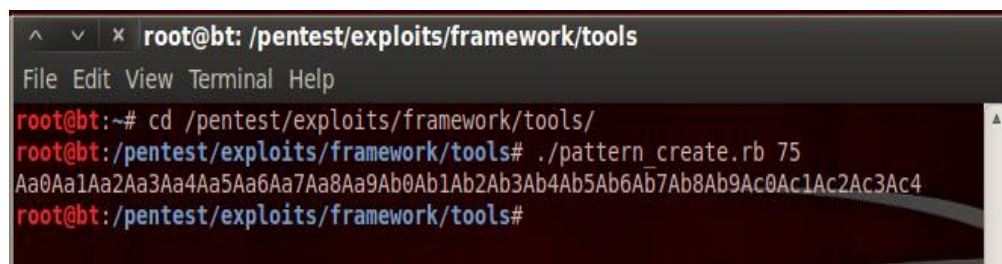 root@bt: /pentest/exploits/framework/tools
File Edit View Terminal Help
root@bt:~# cd /pentest/exploits/framework/tools/
root@bt:/pentest/exploits/framework/tools# ./pattern_create.rb 75
Aa0Aa1Aa2Aa3Aa4Aa5Aa6Aa7Aa8Aa9Ab0Ab1Ab2Ab3Ab4Ab5Ab6Ab7Ab8Ab9Ac0Ac1Ac2Ac3Ac4
root@bt:/pentest/exploits/framework/tools#